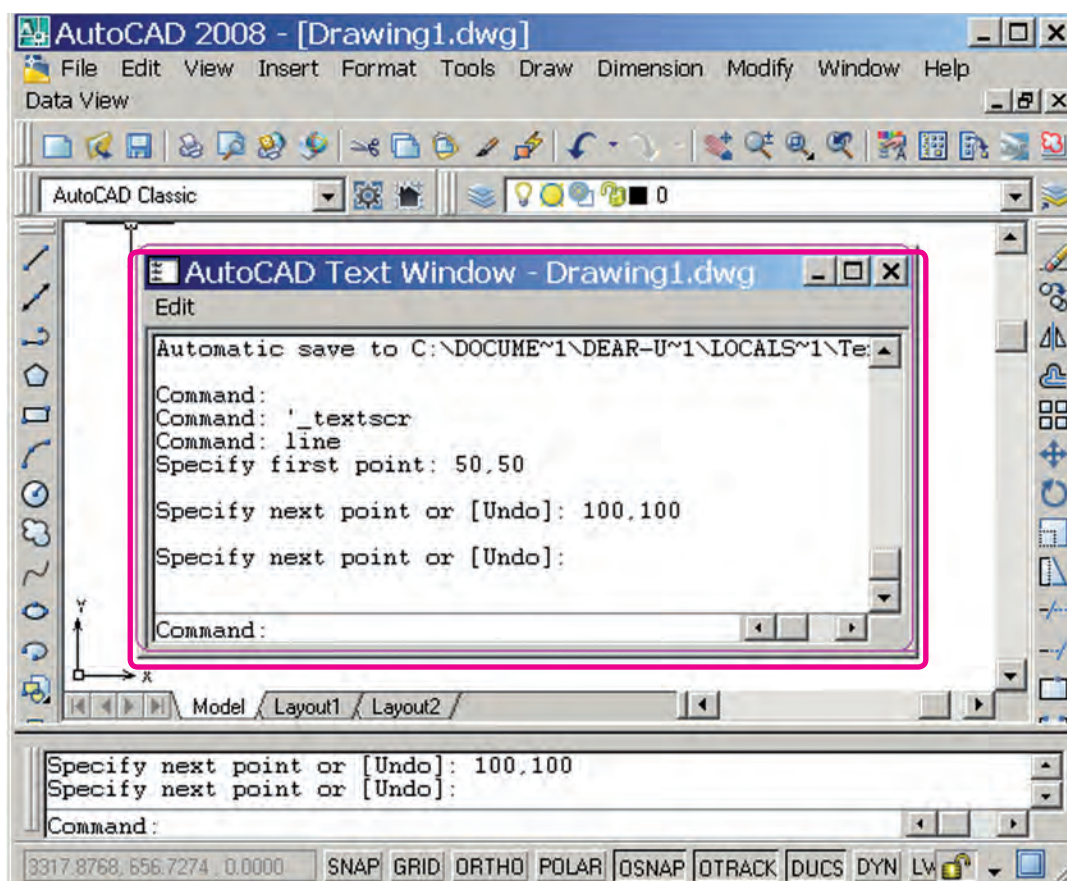 AutoCAD 2008 - [Drawing1.dwg]
File Edit View Insert Format Tools Draw Dimension Modify Window Help
Data View
AutoCAD Classic
0
AutoCAD Text Window - Drawing1.dwg
Edit
Automatic save to C:\DOCUME~1\DEAR-U~1\LOCALS~1\Te
Command:
Command: '_textscr
Command: line
Specify first point: 50,50
Specify next point or [Undo]: 100,100
Specify next point or [Undo]:
Command:
Y
X
Model Layout1 Layout2
Specify next point or [Undo]: 100,100
Specify next point or [Undo]:
Command:
3317.8768, 656.7274, 0.0000 SNAP GRID ORTHO POLAR OSNAP OTRACK DUCS DYN LW